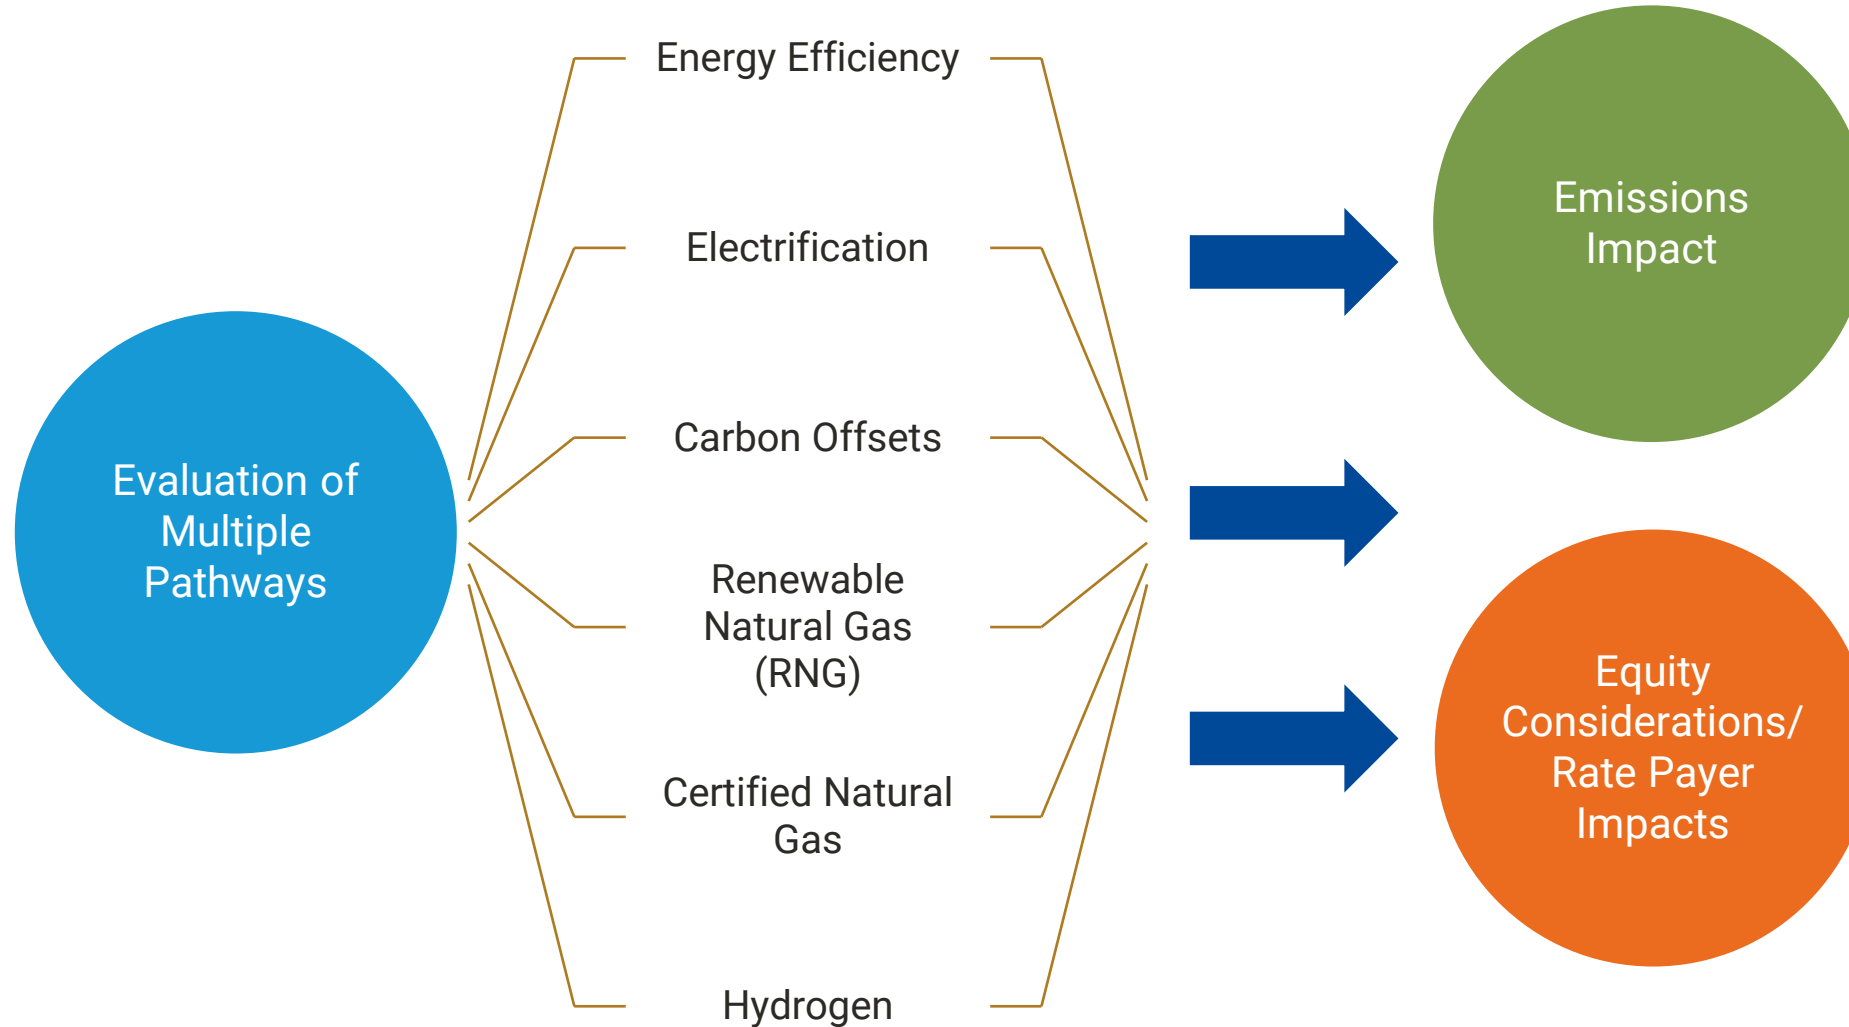 Evaluation of
Multiple
Pathways
Energy Efficiency
Electrification
Carbon Offsets
Renewable
Natural Gas
(RNG)
Certified Natural
Gas
Hydrogen
Emissions
Impact
Equity
Considerations/
Rate Payer
Impacts